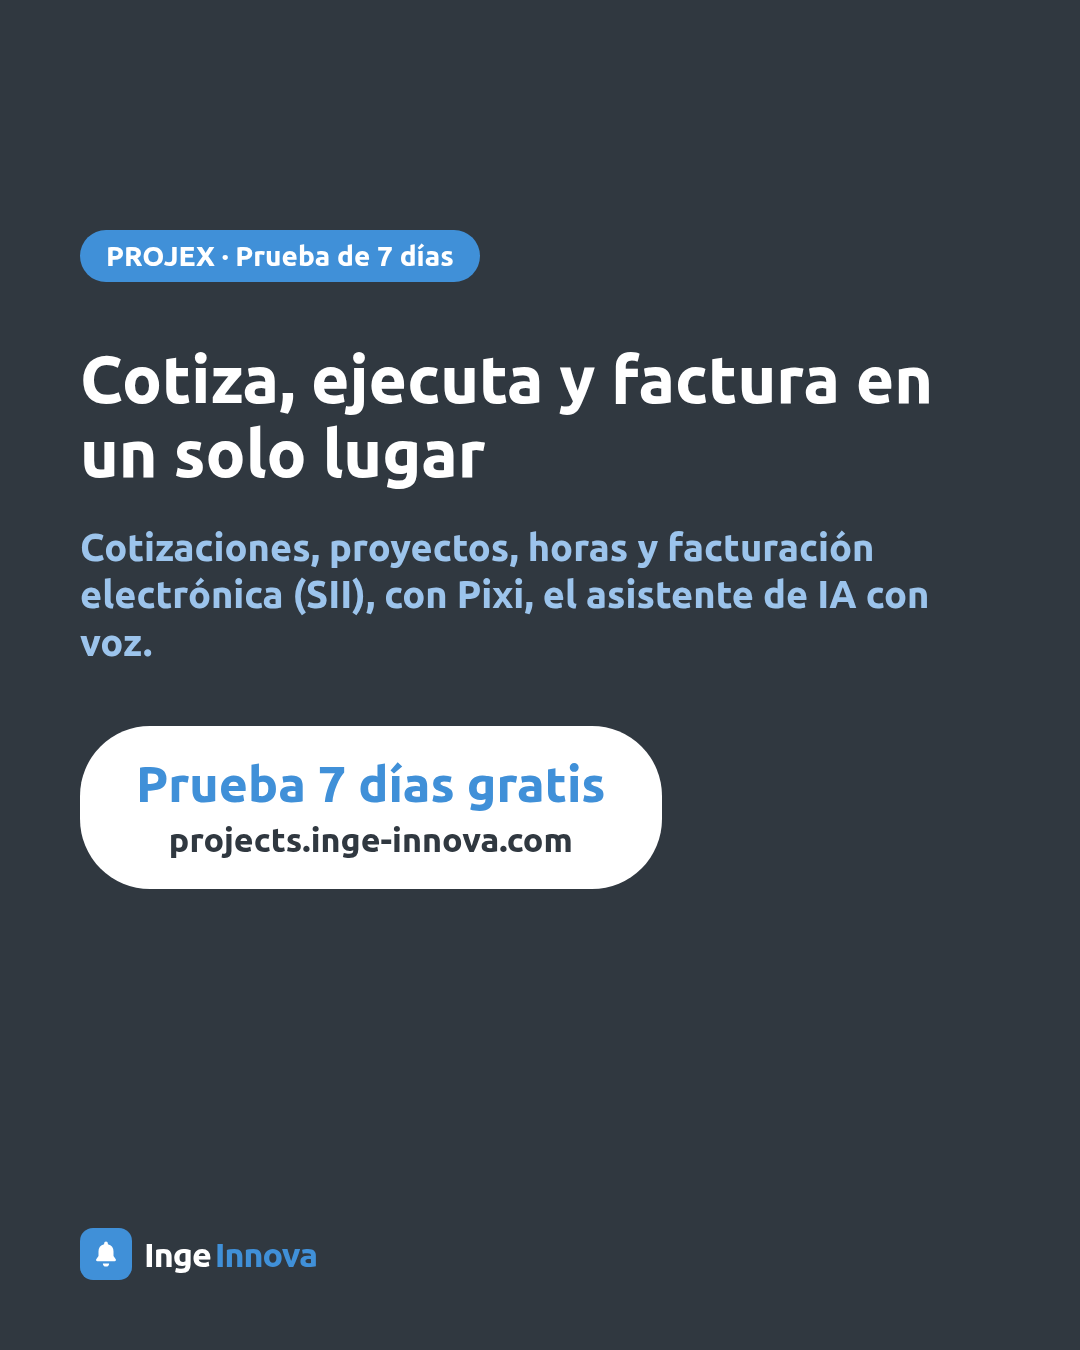 PROJEX · Prueba de 7 días
Cotiza, ejecuta y factura en
un solo lugar
Cotizaciones, proyectos, horas y facturación
electrónica (SII), con Pixi, el asistente de IA con
voz.
Prueba 7 días gratis
projects.inge-innova.com
Inge Innova